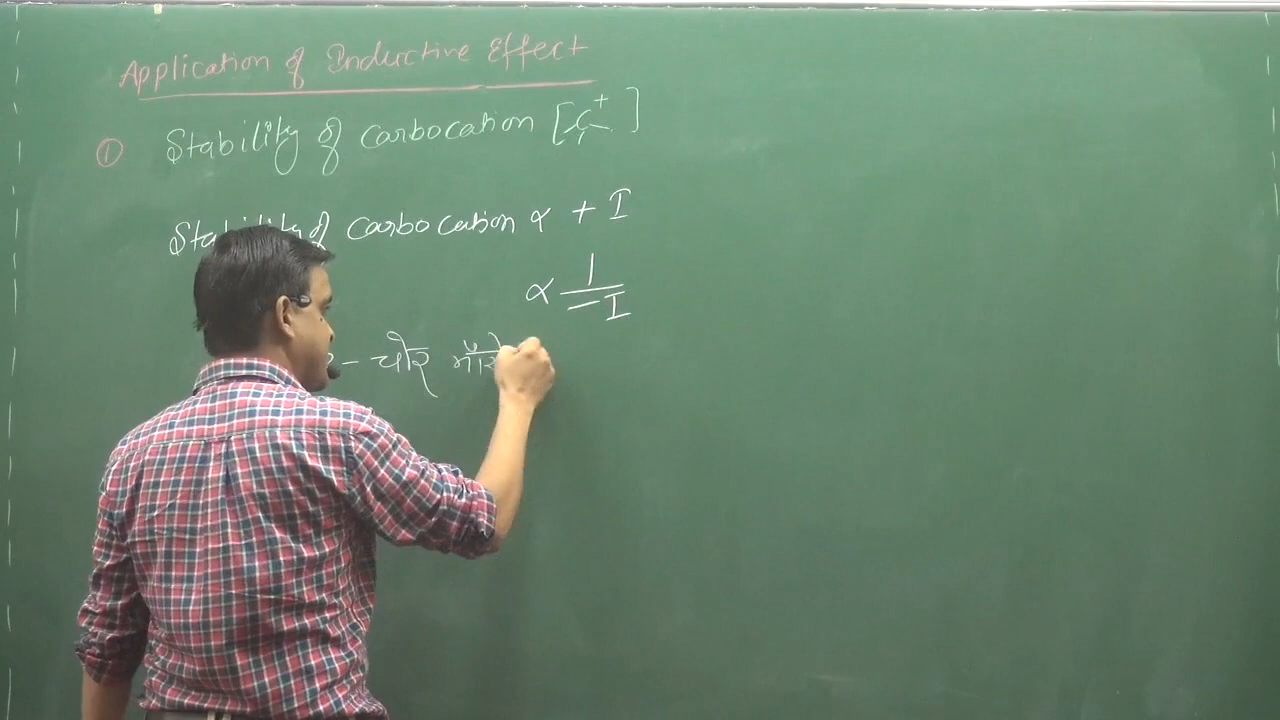 Application of Inductive Effect
① Stability of carbocation [C⁺]
Stability of carbocation ∝ + I
∝ 1/-I
- चोर